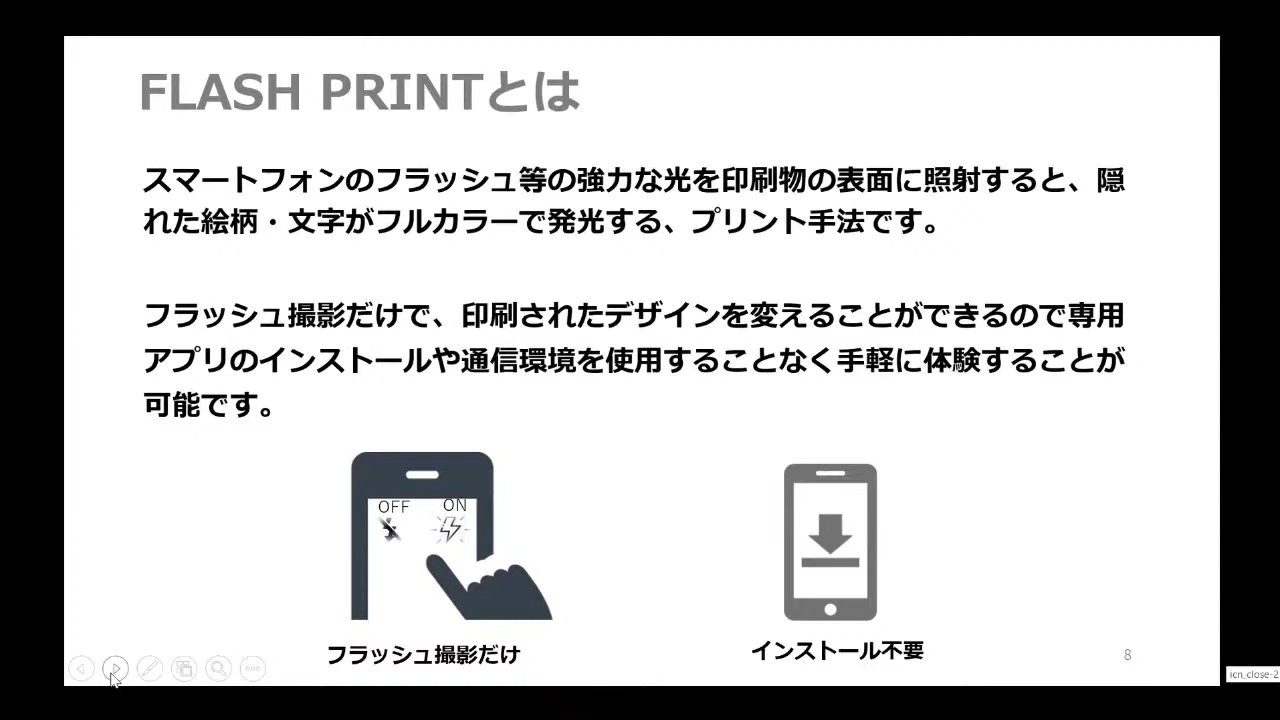 FLASH PRINTとは
スマートフォンのフラッシュ等の強力な光を印刷物の表面に照射すると、隠
れた絵柄・文字がフルカラーで発光する、プリント手法です。
フラッシュ撮影だけで、印刷されたデザインを変えることができるので専用
アプリのインストールや通信環境を使用することなく手軽に体験することが
可能です。
OFF ON
フラッシュ撮影だけ
インストール不要
8
icn_close-2